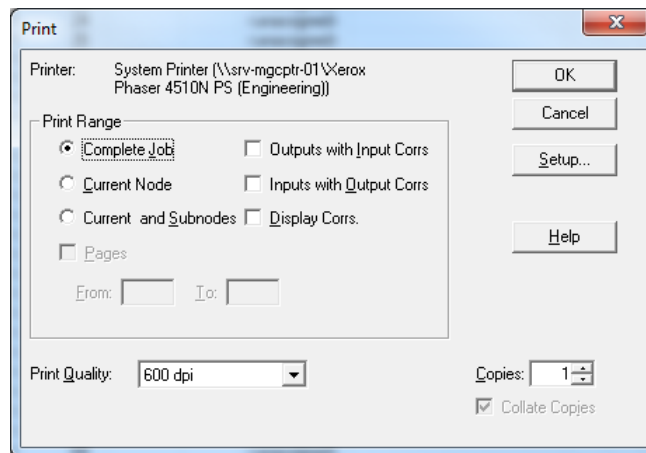 Print
Printer: System Printer (\\srv-mgcptr-01\Xerox
Phaser 4510N PS (Engineering))
OK
Cancel
Setup...
Help
Print Range
Complete Job
Outputs with Input Corrs
Current Node
Inputs with Output Corrs
Current and Subnodes
Display Corrs.
Pages
From: To:
Print Quality: 600 dpi
Copies: 1
Collate Copies